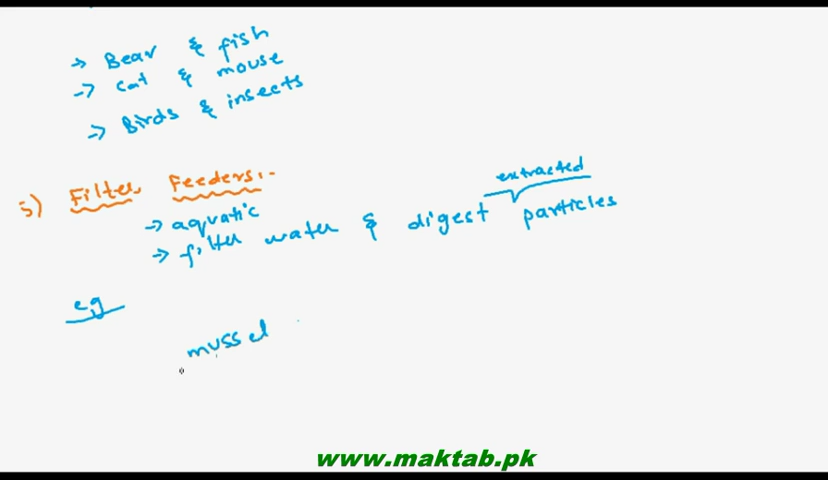 → Bear & fish
→ cat & mouse
→ Birds & insects
5) Filter Feeders:-
→ aquatic
extracted
→ filter water & digest particles
eg
mussel
www.maktab.pk